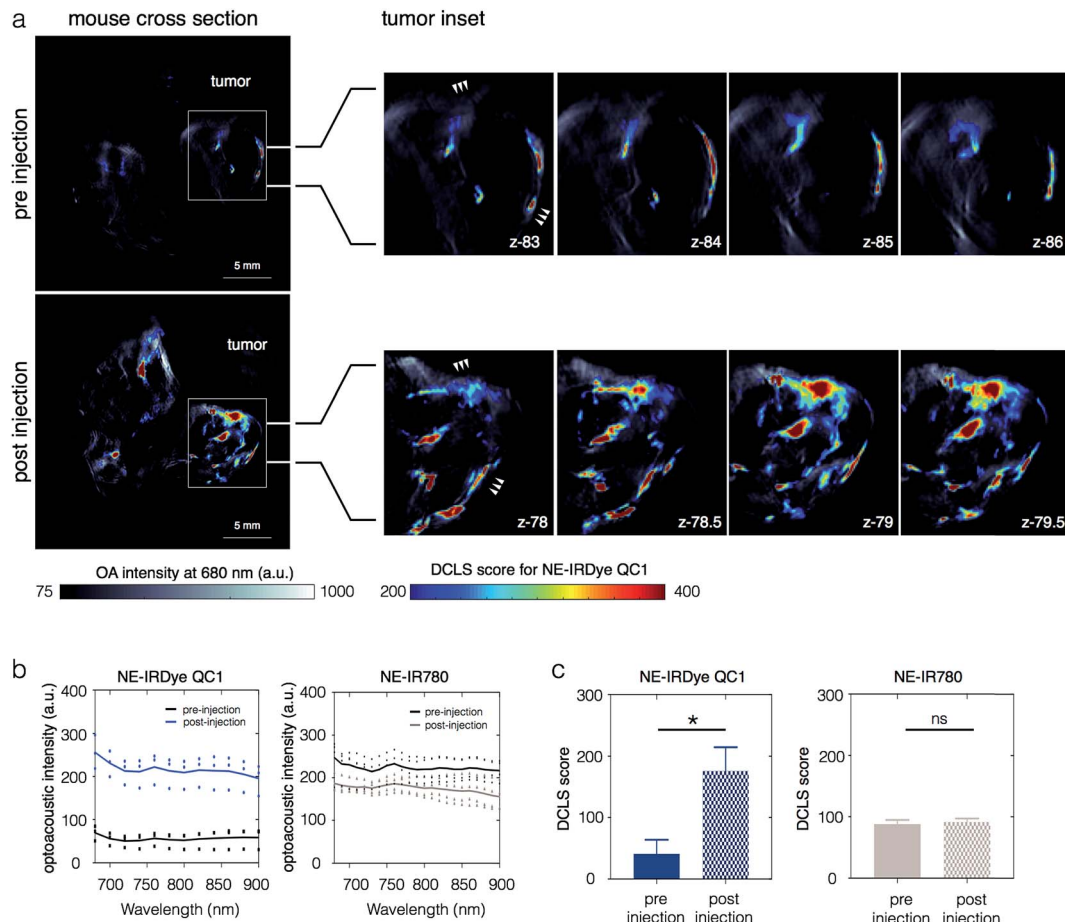 a
mouse cross section
tumor inset
pre injection
tumor
5 mm
z-83
z-84
z-85
z-86
post injection
tumor
5 mm
z-78
z-78.5
z-79
z-79.5
OA intensity at 680 nm (a.u.)
75
1000
DCLS score for NE-IRDye QC1
200
400
b
NE-IRDye QC1
optoacoustic intensity (a.u.)
400
300
200
100
0
pre-injection
post-injection
700
750
800
850
900
Wavelength (nm)
NE-IR780
optoacoustic intensity (a.u.)
400
300
200
100
0
pre-injection
post-injection
700
750
800
850
900
Wavelength (nm)
c
NE-IRDye QC1
DCLS score
300
200
100
0
*
pre
injection
post
injection
NE-IR780
DCLS score
300
200
100
0
ns
pre
injection
post
injection